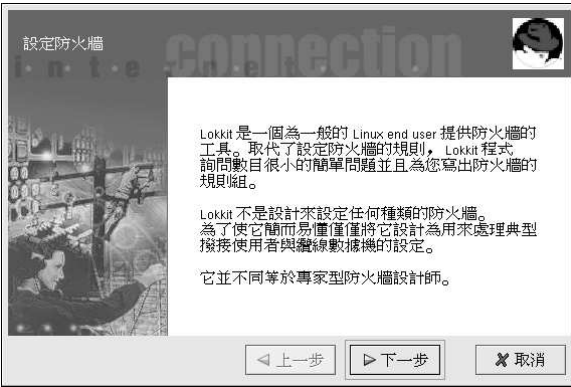 設定防火牆
connection
i·n·t·e·r·n·e·t·
Lokkit 是一個為一般的 Linux end user 提供防火牆的
工具。取代了設定防火牆的規則，Lokkit 程式
詢問數目很小的簡單問題並且為您寫出防火牆的
規則組。
Lokkit 不是設計來設定任何種類的防火牆。
為了使它簡而易懂僅僅將它設計為用來處理典型
撥接使用者與纜線數據機的設定。
它並不同等於專家型防火牆設計師。
上一步
下一步
取消